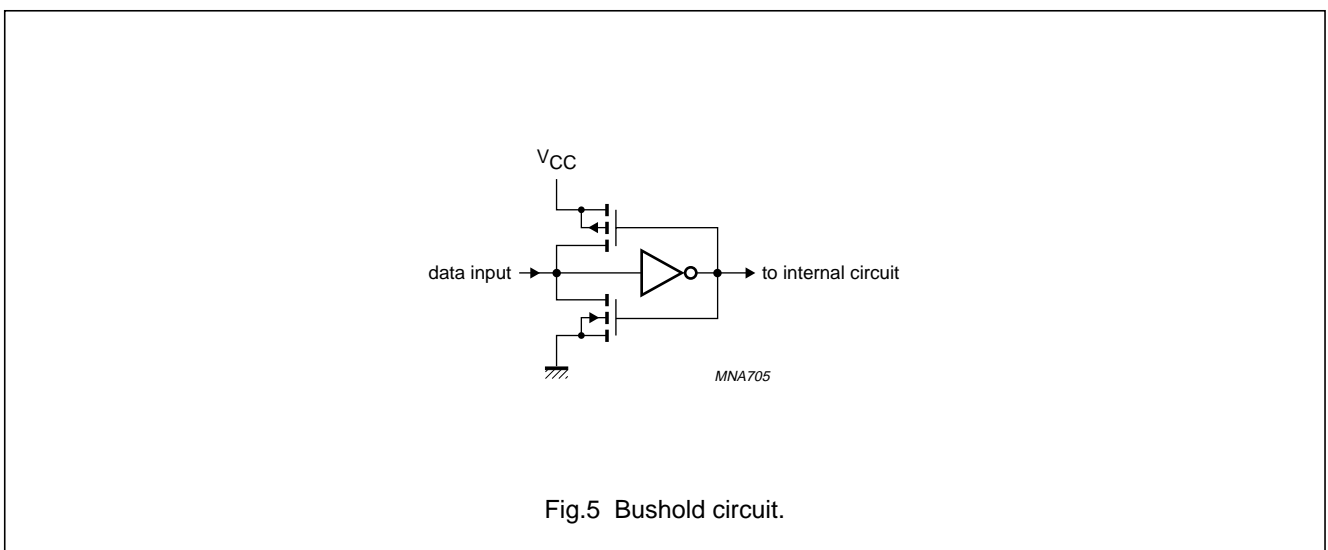 VCC
data input
to internal circuit
MNA705
Fig.5 Bushold circuit.